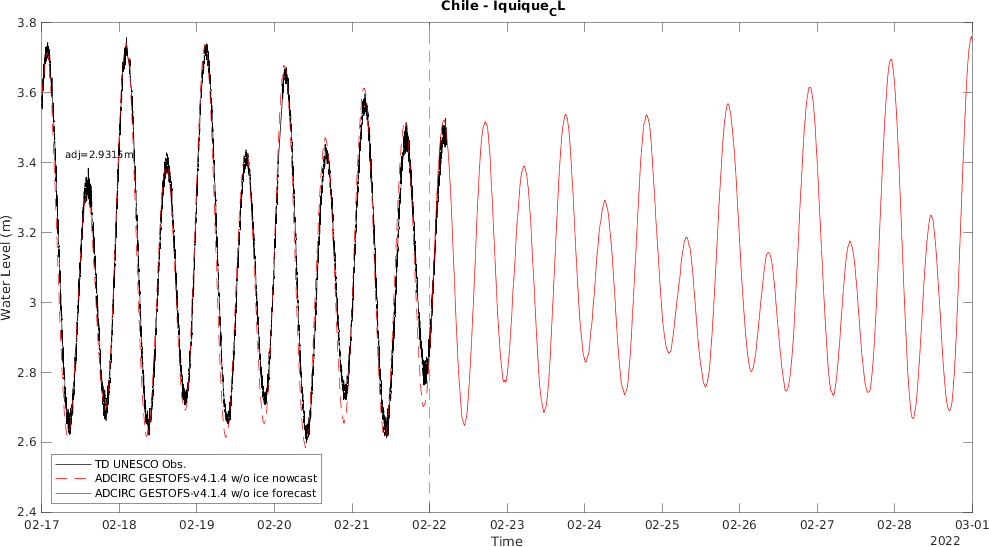 Chile - Iquique_CL
3.8
3.6
3.4
3.2
3
2.8
2.6
2.4
Water Level (m)
adj=2.9315m
TD UNESCO Obs.
ADCIRC GESTOFS-v4.1.4 w/o ice nowcast
ADCIRC GESTOFS-v4.1.4 w/o ice forecast
02-17 02-18 02-19 02-20 02-21 02-22 02-23 02-24 02-25 02-26 02-27 02-28 03-01
Time
2022